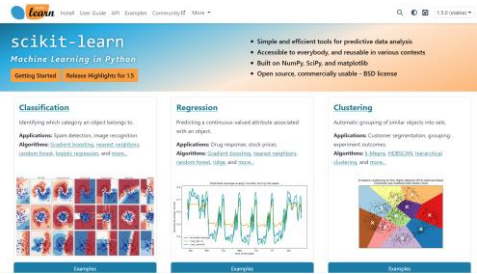 learn Install User Guide API Examples Community More 1.5.0 (stable)
scikit-learn
Machine Learning in Python
Getting Started Release Highlights for 1.5
Simple and efficient tools for predictive data analysis
Accessible to everybody, and reusable in various contexts
Built on NumPy, SciPy, and matplotlib
Open source, commercially usable - BSD license
Classification
Identifying which category an object belongs to.
Applications: Spam detection, image recognition.
Algorithms: Gradient boosting, nearest neighbors,
random forest, logistic regression, and more...
Examples
Regression
Predicting a continuous-valued attribute associated
with an object.
Applications: Drug response, stock prices.
Algorithms: Gradient boosting, nearest neighbors,
random forest, ridge, and more...
Examples
Clustering
Automatic grouping of similar objects into sets.
Applications: Customer segmentation, grouping
experiment outcomes.
Algorithms: k-Means, HDBSCAN, hierarchical
clustering, and more...
Examples